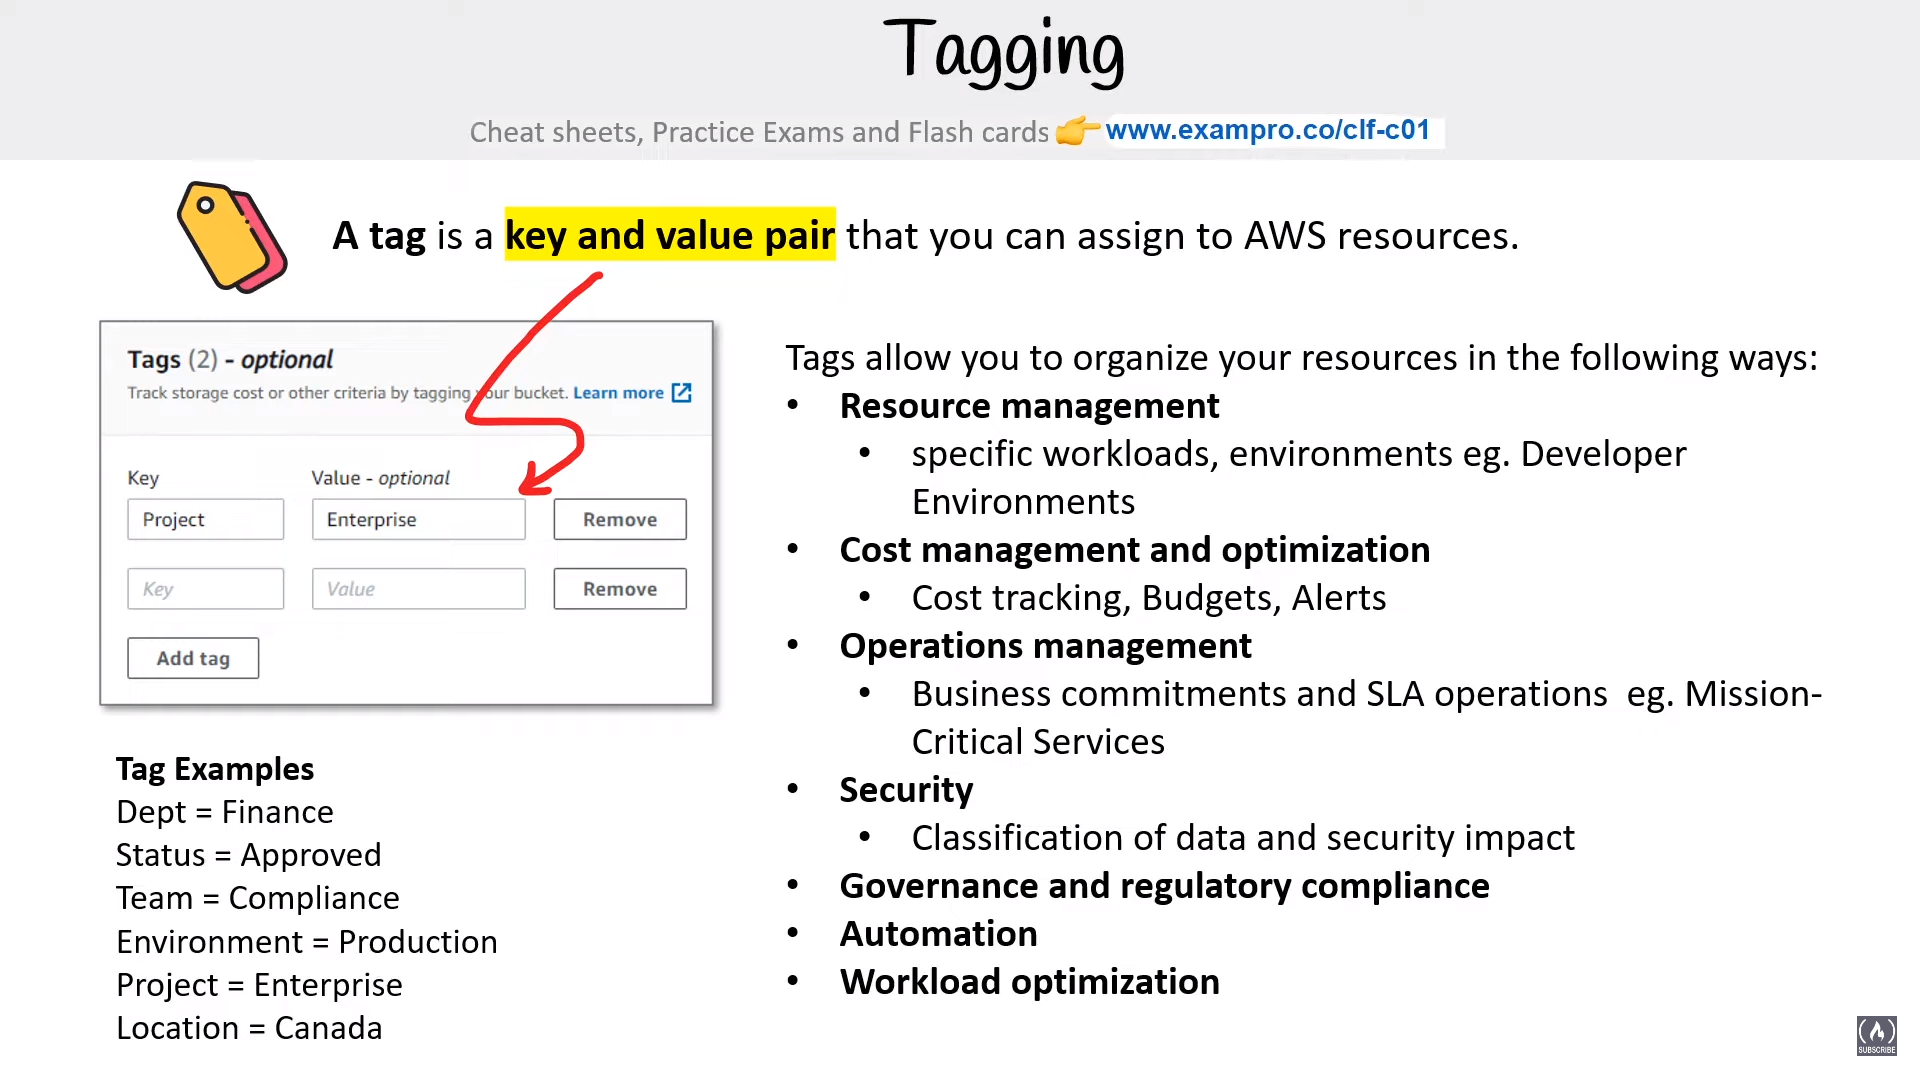 Tagging
Cheat sheets, Practice Exams and Flash cards 👉 www.exampro.co/clf-c01
A tag is a key and value pair that you can assign to AWS resources.
Tags (2) - optional
Track storage cost or other criteria by tagging your bucket. Learn more
Key
Value - optional
Project
Enterprise
Remove
Key
Value
Remove
Add tag
Tag Examples
Dept = Finance
Status = Approved
Team = Compliance
Environment = Production
Project = Enterprise
Location = Canada
Tags allow you to organize your resources in the following ways:
• Resource management
• specific workloads, environments eg. Developer
Environments
• Cost management and optimization
• Cost tracking, Budgets, Alerts
• Operations management
• Business commitments and SLA operations  eg. Mission-
Critical Services
• Security
• Classification of data and security impact
• Governance and regulatory compliance
• Automation
• Workload optimization
SUBSCRIBE